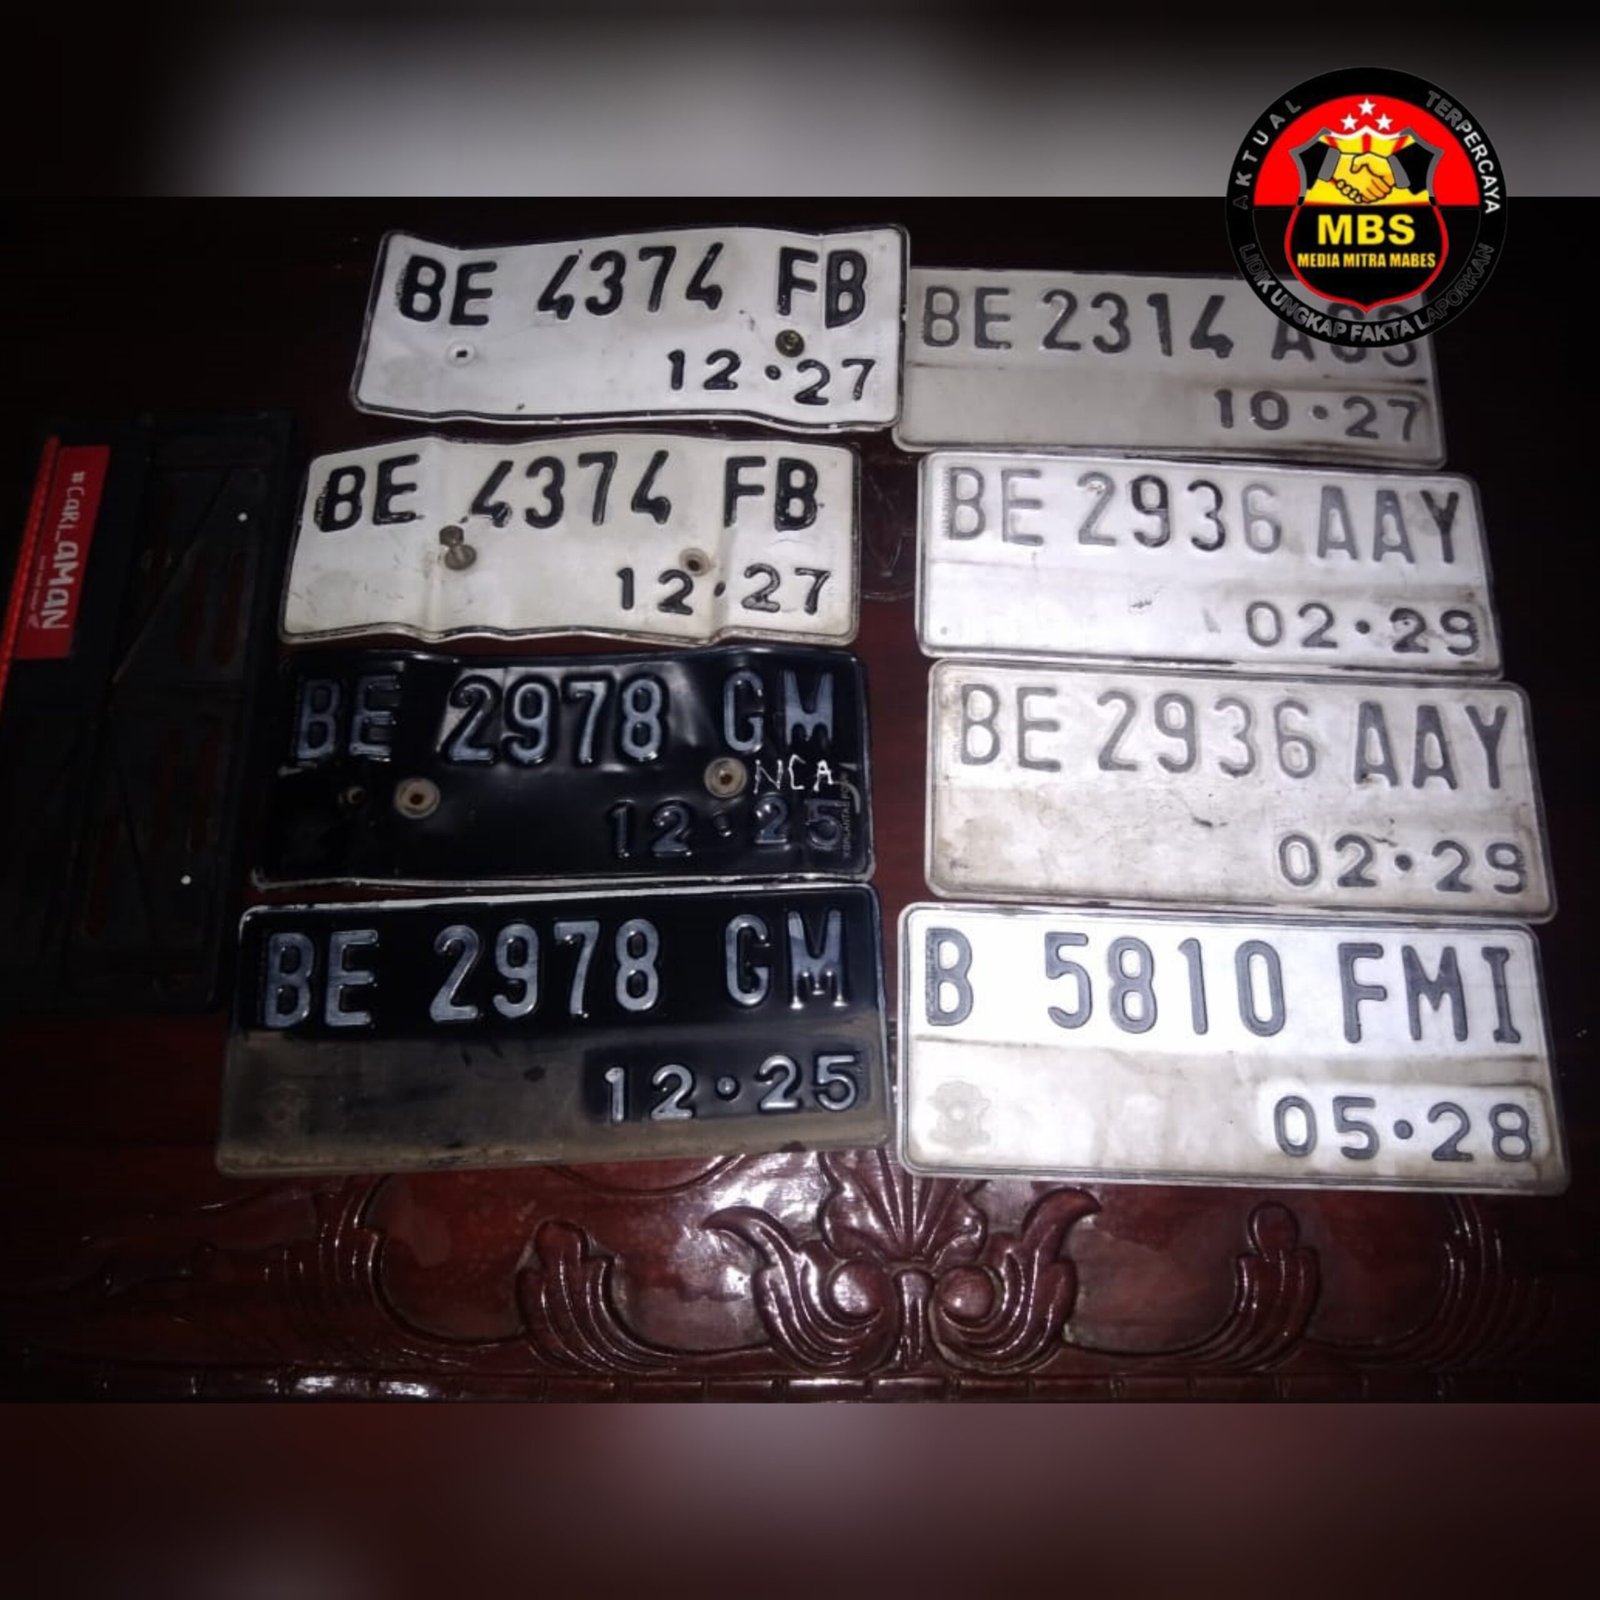 AKTUAL TERPERCAYA
MBS
MEDIA MITRA MABES
LIDIK UNGKAP FAKTA LAPORKAN
BE 4374 FB
12·27
BE 2314
10·27
BE 4374 FB
12·27
BE 2936 AAY
02·29
#CARLAMAN
BE 2978 GM
NCA
12·25
BE 2936 AAY
02·29
BE 2978 GM
12·25
B 5810 FMI
05·28